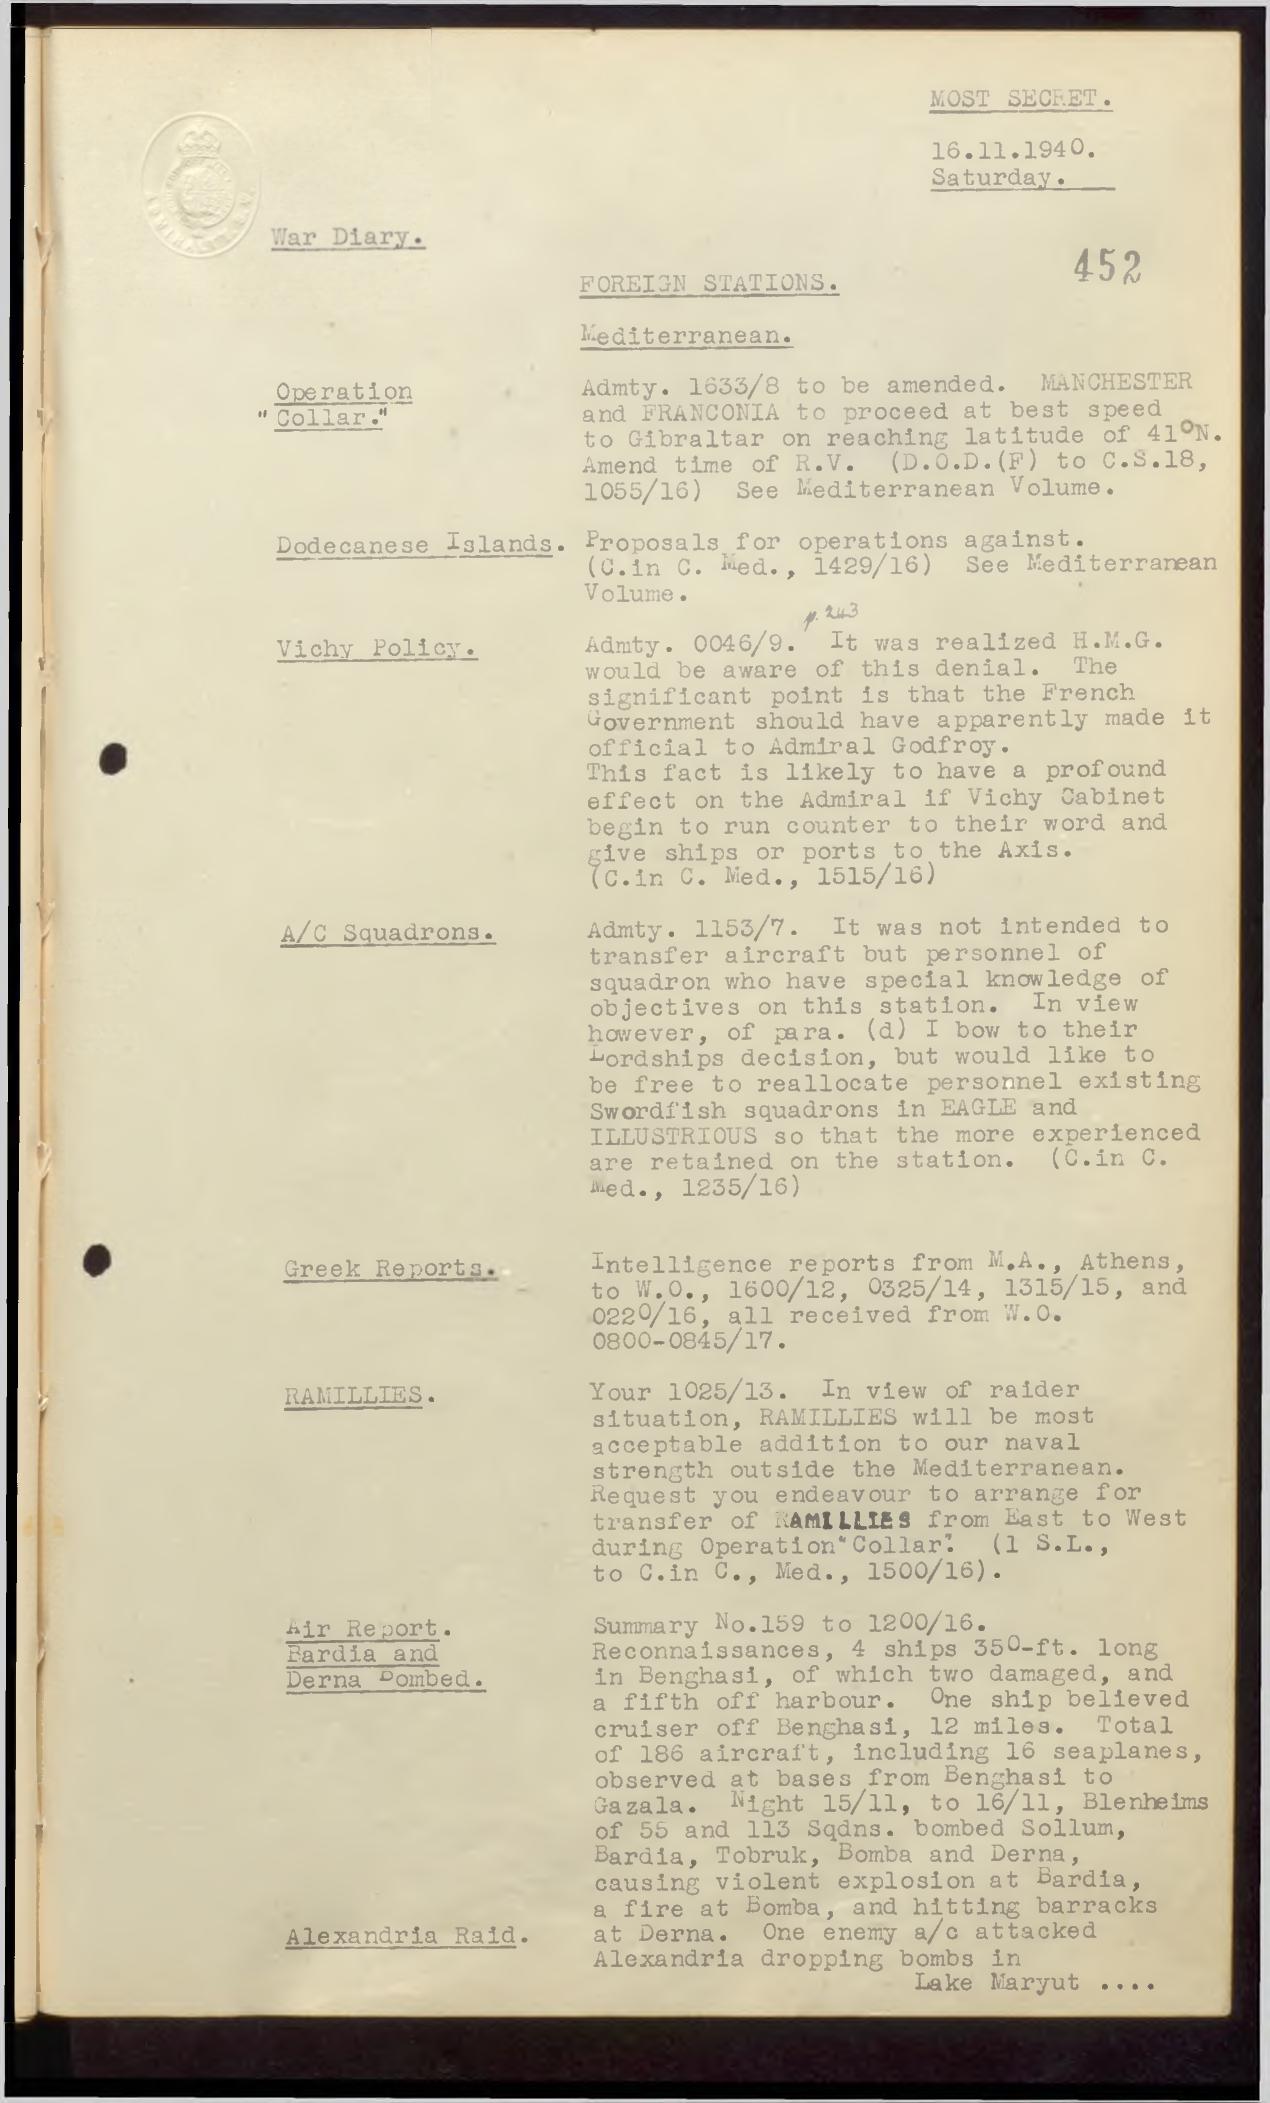 MOST SECRET.
16.11.1940.
Saturday.
War Diary.
452
FOREIGN STATIONS.
Mediterranean.
Operation
"Collar."
Admty. 1633/8 to be amended. MANCHESTER
and FRANCONIA to proceed at best speed
to Gibraltar on reaching latitude of 41°N.
Amend time of R.V. (D.O.D.(F) to C.S.18,
1055/16) See Mediterranean Volume.
Dodecanese Islands.
Proposals for operations against.
(C.in C. Med., 1429/16) See Mediterranean
Volume.
p. 243
Vichy Policy.
Admty. 0046/9. It was realized H.M.G.
would be aware of this denial. The
significant point is that the French
Government should have apparently made it
official to Admiral Godfroy.
This fact is likely to have a profound
effect on the Admiral if Vichy Cabinet
begin to run counter to their word and
give ships or ports to the Axis.
(C.in C. Med., 1515/16)
A/C Squadrons.
Admty. 1153/7. It was not intended to
transfer aircraft but personnel of
squadron who have special knowledge of
objectives on this station. In view
however, of para. (d) I bow to their
Lordships decision, but would like to
be free to reallocate personnel existing
Swordfish squadrons in EAGLE and
ILLUSTRIOUS so that the more experienced
are retained on the station. (C.in C.
Med., 1235/16)
Greek Reports.
Intelligence reports from M.A., Athens,
to W.O., 1600/12, 0325/14, 1315/15, and
0220/16, all received from W.O.
0800-0845/17.
RAMILLIES.
Your 1025/13. In view of raider
situation, RAMILLIES will be most
acceptable addition to our naval
strength outside the Mediterranean.
Request you endeavour to arrange for
transfer of RAMILLIES from East to West
during Operation "Collar". (1 S.L.,
to C.in C., Med., 1500/16).
Air Report.
Bardia and
Derna Bombed.
Summary No.159 to 1200/16.
Reconnaissances, 4 ships 350-ft. long
in Benghasi, of which two damaged, and
a fifth off harbour. One ship believed
cruiser off Benghasi, 12 miles. Total
of 186 aircraft, including 16 seaplanes,
observed at bases from Benghasi to
Gazala. Night 15/11, to 16/11, Blenheims
of 55 and 113 Sqdns. bombed Sollum,
Bardia, Tobruk, Bomba and Derna,
causing violent explosion at Bardia,
a fire at Bomba, and hitting barracks
Alexandria Raid.
at Derna. One enemy a/c attacked
Alexandria dropping bombs in
Lake Maryut ....